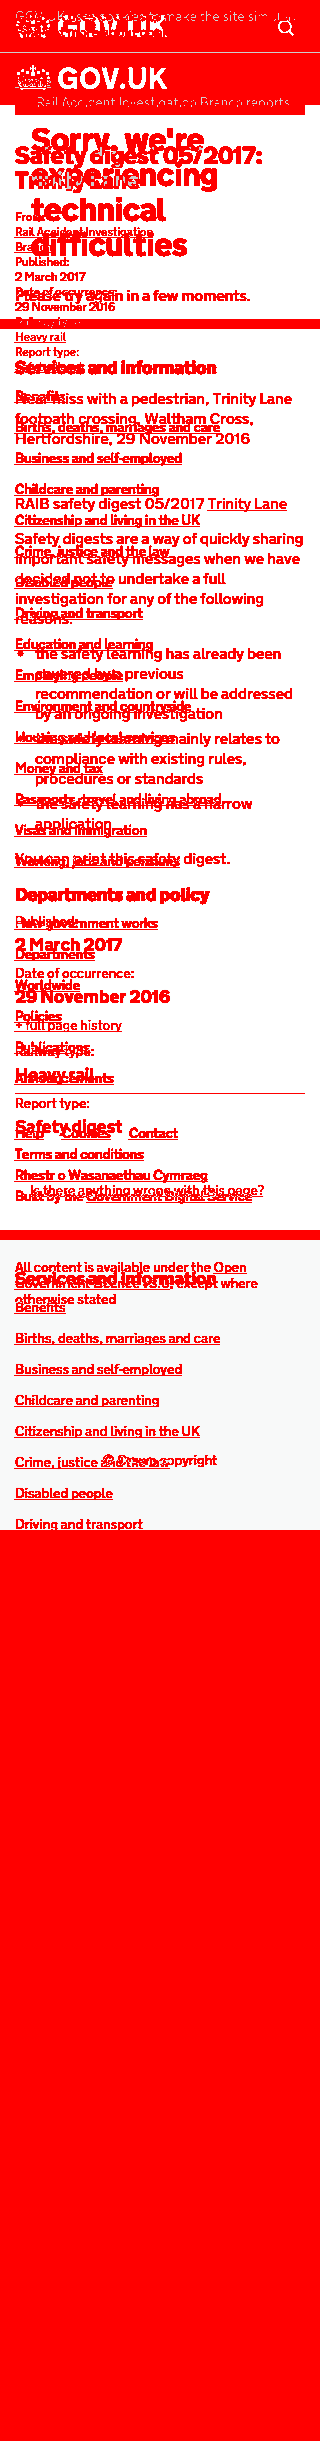 GOV.UK uses cookies to make the site simpler.
GOV.UK
GOV.UK
Rail Accident Investigation Branch reports
Sorry, we're
experiencing
technical
difficulties
Safety digest 05/2017:
Trinity Lane
From:
Rail Accident Investigation
Branch
Published:
2 March 2017
Date of occurrence:
29 November 2016
Please try again in a few moments.
Heavy rail
Report type:
Services and information
Benefits
Near miss with a pedestrian, Trinity Lane
footpath crossing, Waltham Cross,
Births, deaths, marriages and care
Hertfordshire, 29 November 2016
Business and self-employed
Childcare and parenting
RAIB safety digest 05/2017 Trinity Lane
Citizenship and living in the UK
Safety digests are a way of quickly sharing
Crime, justice and the law
important safety messages when we have
decided not to undertake a full
Disabled people
investigation for any of the following
Driving and transport
reasons:
Education and learning
• the safety learning has already been
covered by a previous
Employing people
recommendation or will be addressed
Environment and countryside
by an ongoing investigation
Housing and local services
• the safety learning mainly relates to
compliance with existing rules,
Money and tax
procedures or standards
Passports, travel and living abroad
• the safety learning has a narrow
application
Visas and immigration
You can print this safety digest.
Working, jobs and pensions
Departments and policy
Published:
How government works
2 March 2017
Departments
Date of occurrence:
Worldwide
29 November 2016
Policies
+ full page history
Publications
Railway type:
Heavy rail
Announcements
Report type:
Safety digest
Help Cookies Contact
Terms and conditions
Rhestr o Wasanaethau Cymraeg
Is there anything wrong with this page?
Built by the Government Digital Service
All content is available under the Open
Government Licence v3.0, except where
otherwise stated
Services and information
Benefits
Births, deaths, marriages and care
Business and self-employed
Childcare and parenting
Citizenship and living in the UK
Crime, justice and the law
© Crown copyright
Disabled people
Driving and transport